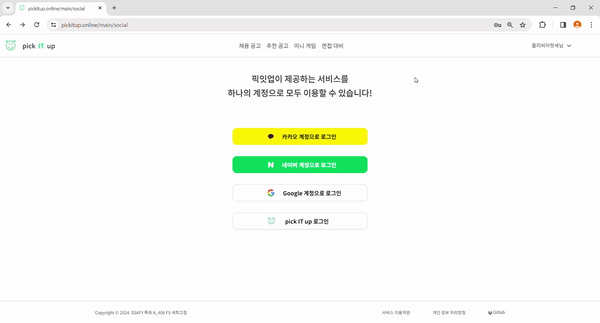 pickitup.online/main/social
pickitup.online/main/social
pick IT up
채용 공고 추천 공고 미니 게임 면접 대비
올리비아핫세님
픽잇업이 제공하는 서비스를
하나의 계정으로 모두 이용할 수 있습니다!
카카오 계정으로 로그인
네이버 계정으로 로그인
Google 계정으로 로그인
pick IT up 로그인
Copyright © 2024 SSAFY 특화 A_406 FS 세최고집
서비스 이용약관 개인 정보 처리방침 Gitlab